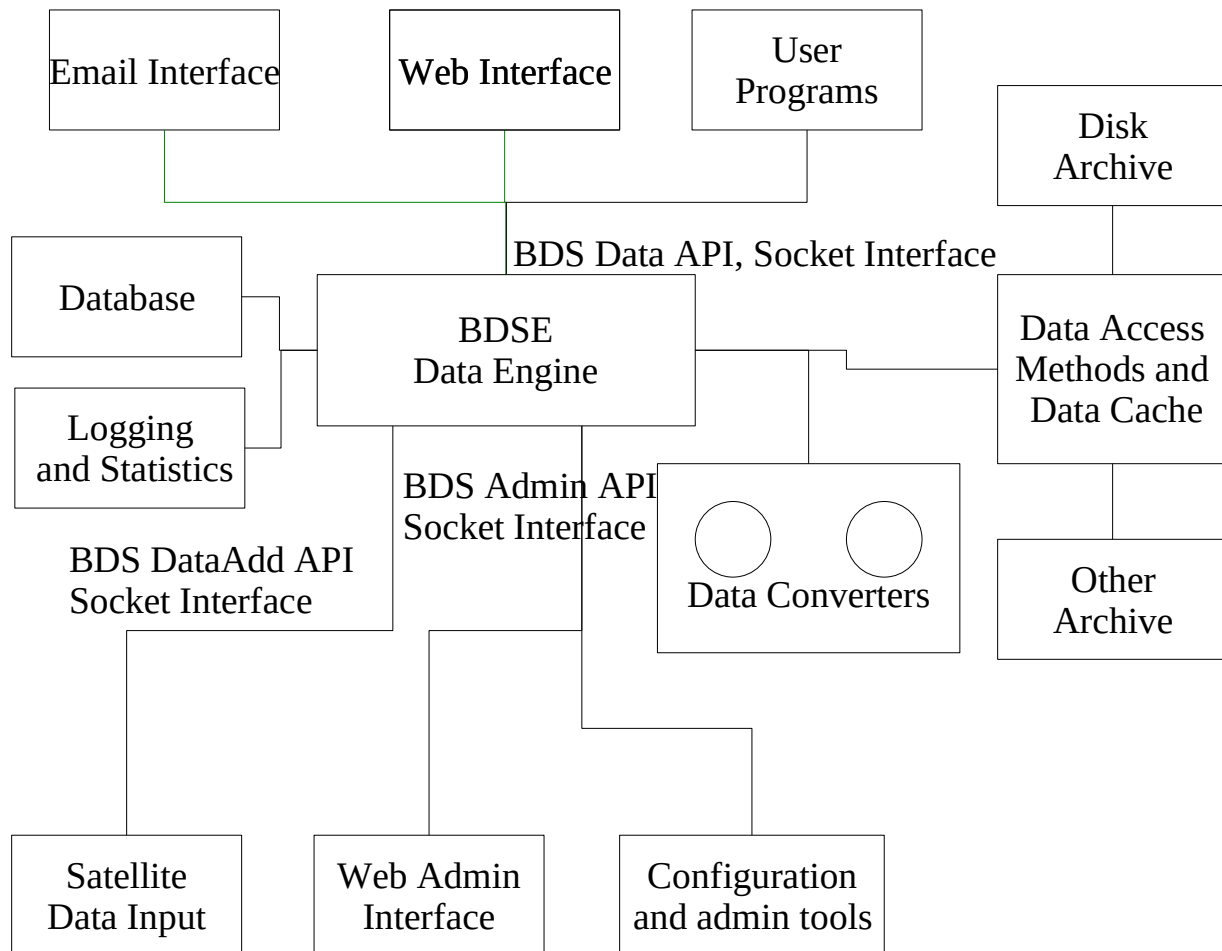 Email Interface
Web Interface
User
Programs
Disk
Archive
BDS Data API, Socket Interface
Database
BDSE
Data Engine
Data Access
Methods and
Data Cache
Logging
and Statistics
BDS Admin API
Socket Interface
BDS DataAdd API
Socket Interface
Data Converters
Other
Archive
Satellite
Data Input
Web Admin
Interface
Configuration
and admin tools